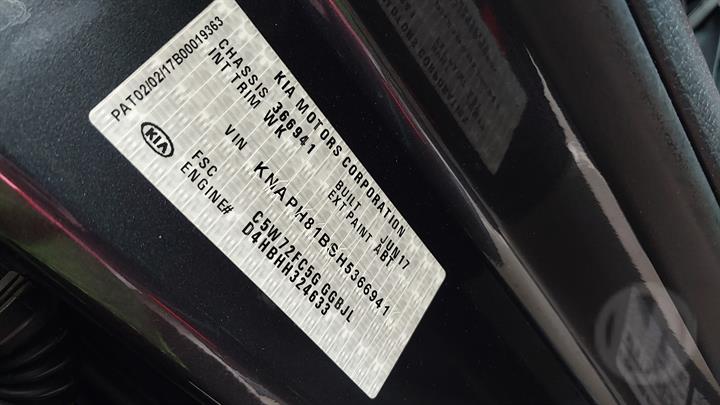 PAT02/02/17B00019363
KIA MOTORS CORPORATION
CHASSIS 366941 BUILT JUN17
INT TRIM WK EXT PAINT ABT
KIA
VIN KNAPH81BSH5366941
FSC C5W72FC5G GGBJL
ENGINE# D4HBHH324633